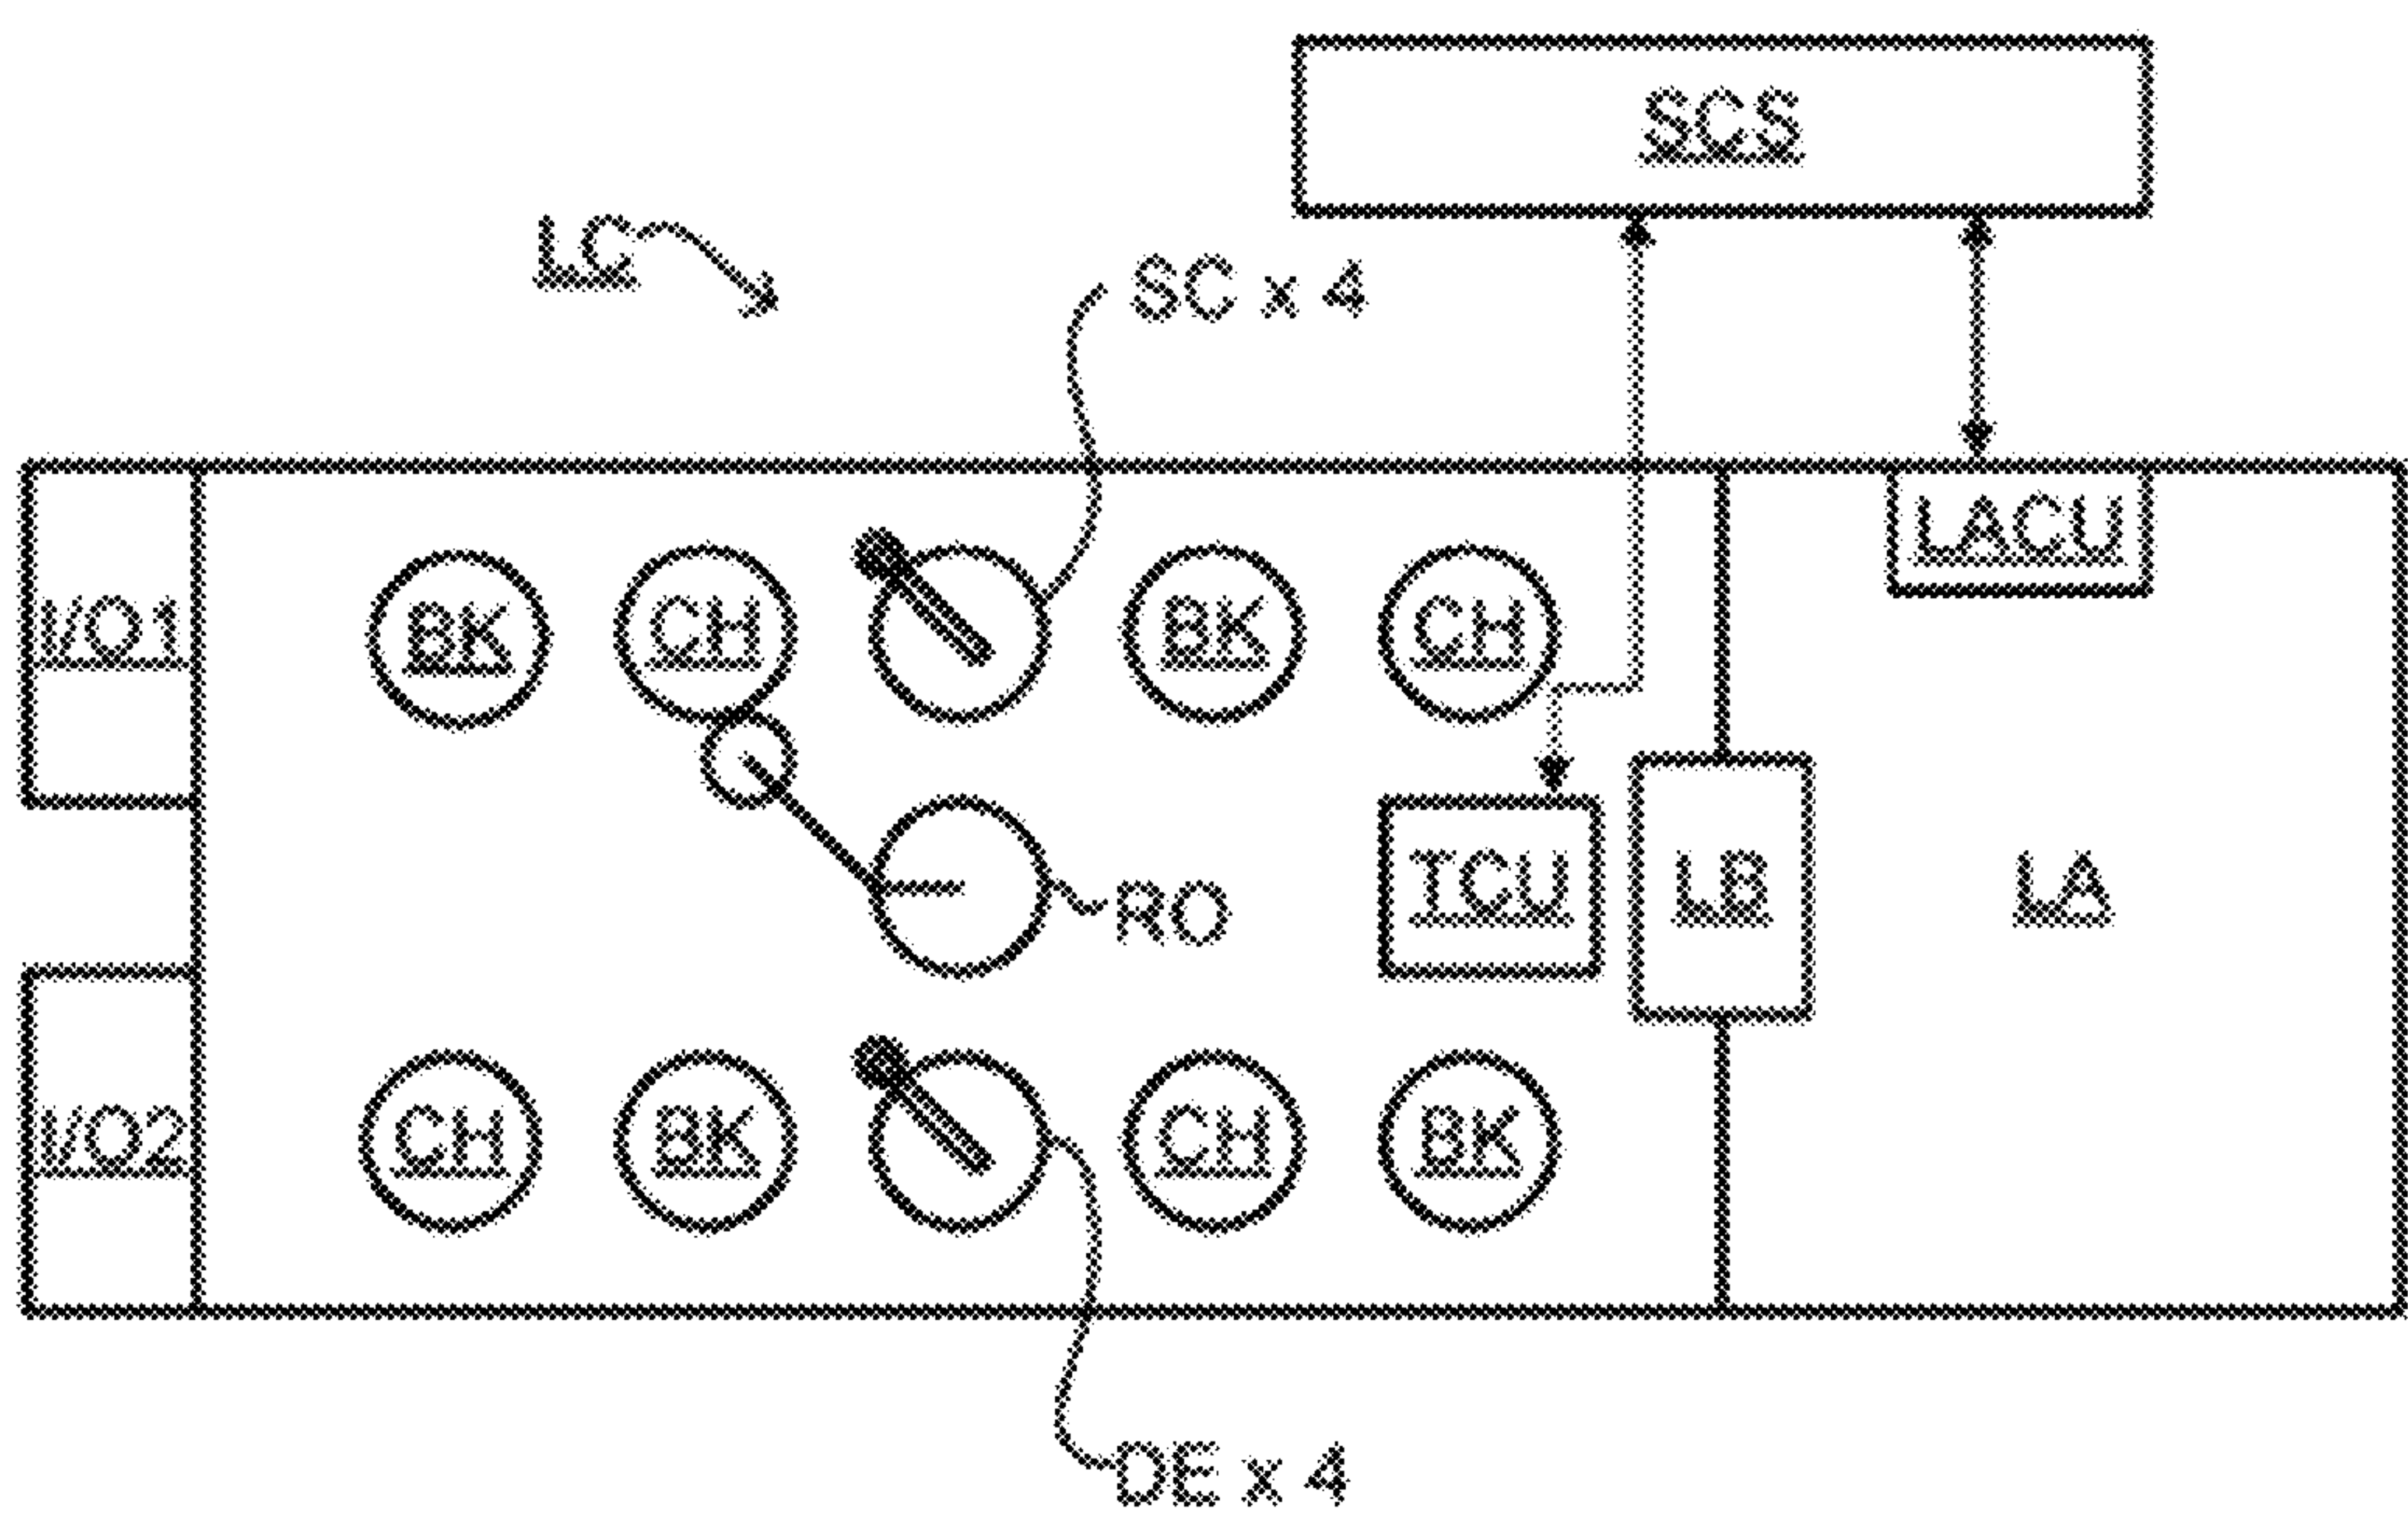 SCS
LC
SC x 4
LACU
I/O1
BK
CH
BK
CH
TCU
LB
LA
RO
I/O2
CH
BK
CH
BK
DE x 4